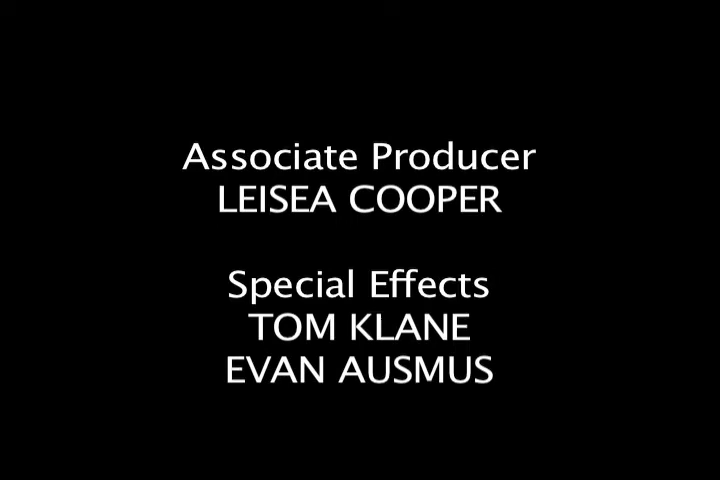 Associate Producer
LEISEA COOPER
Special Effects
TOM KLANE
EVAN AUSMUS